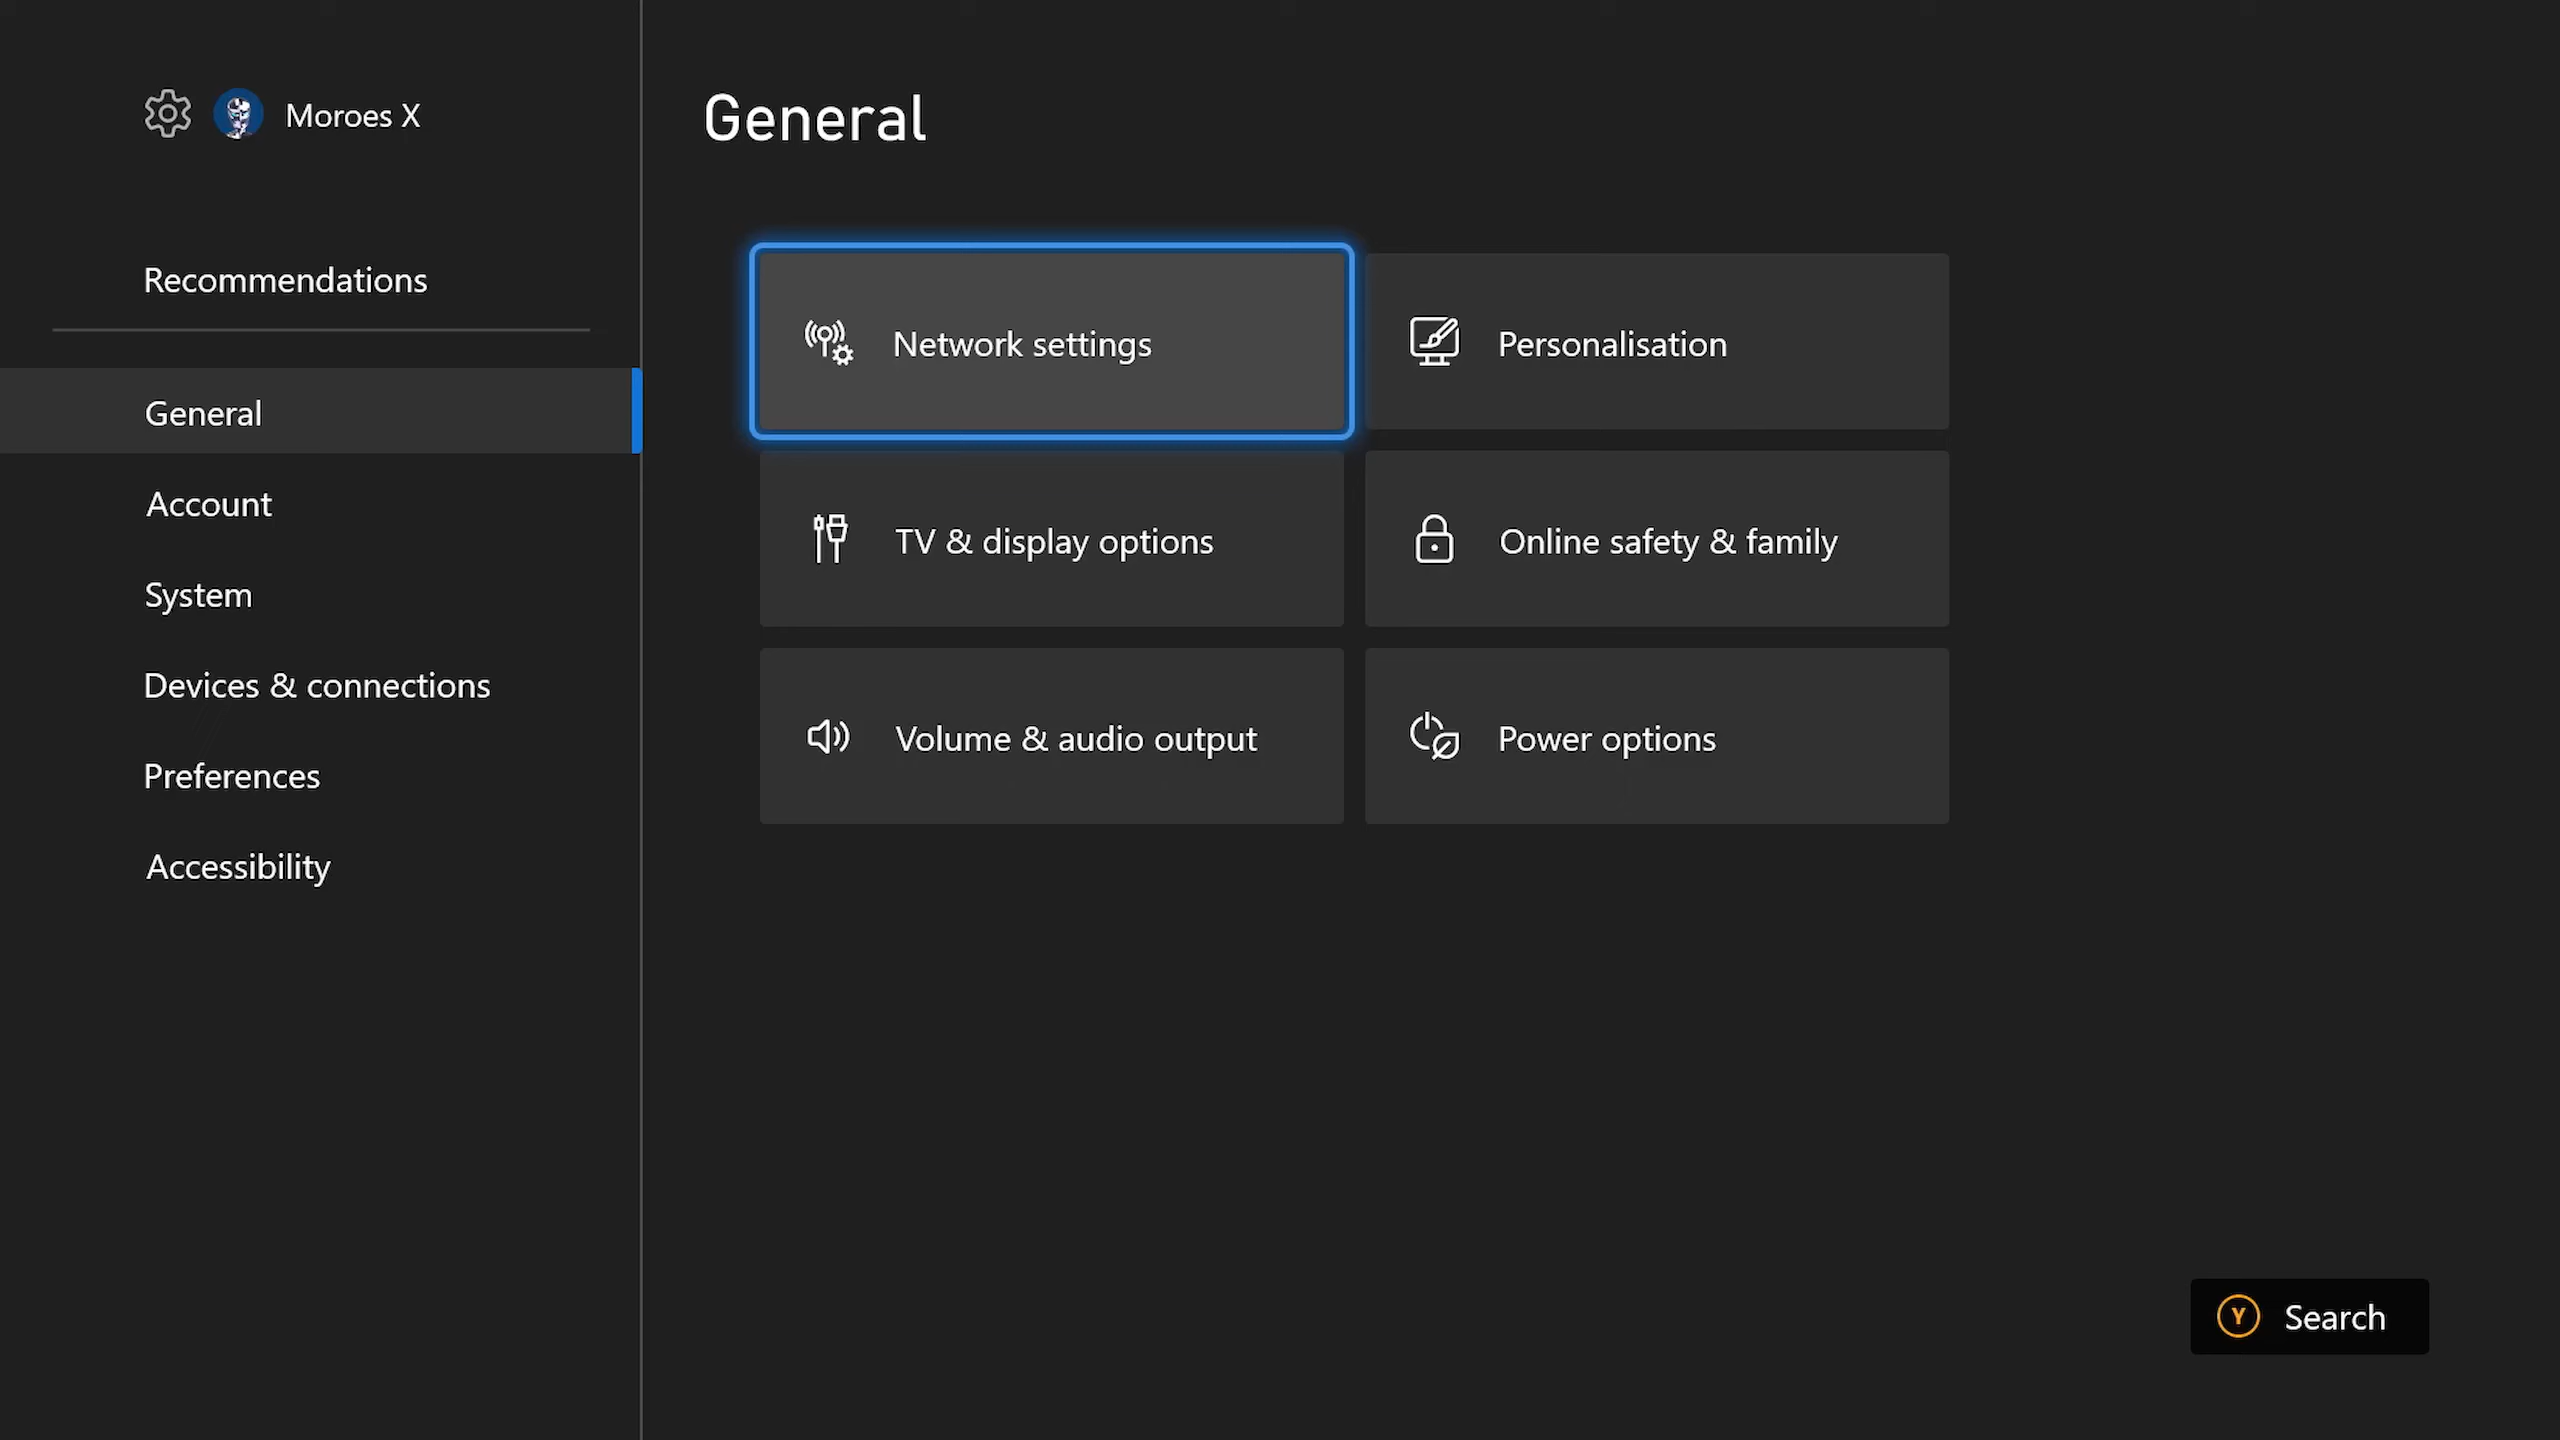 Moroes X
Recommendations
General
Account
System
Devices & connections
Preferences
Accessibility
General
Network settings
Personalisation
TV & display options
Online safety & family
Volume & audio output
Power options
Y Search